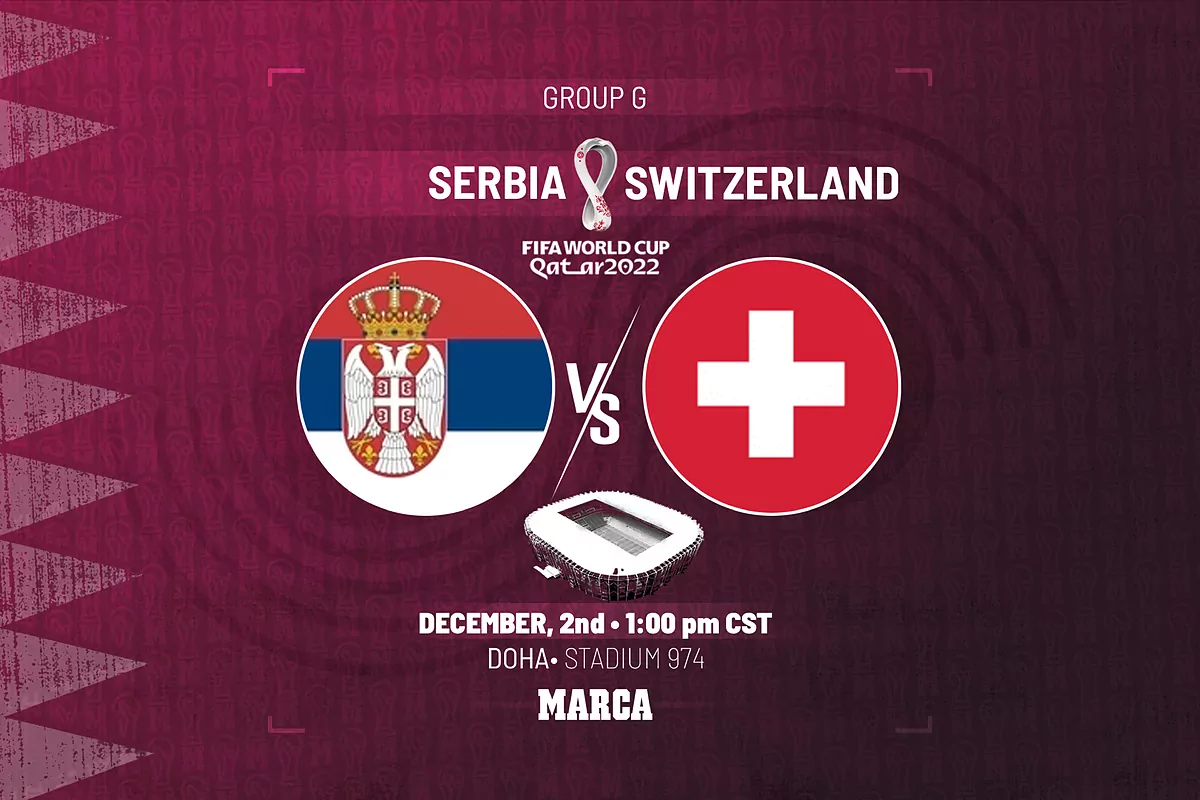 GROUP G
SERBIA SWITZERLAND
FIFA WORLD CUP
Qatar2022
VS
DECEMBER, 2nd • 1:00 pm CST
DOHA• STADIUM 974
MARCA